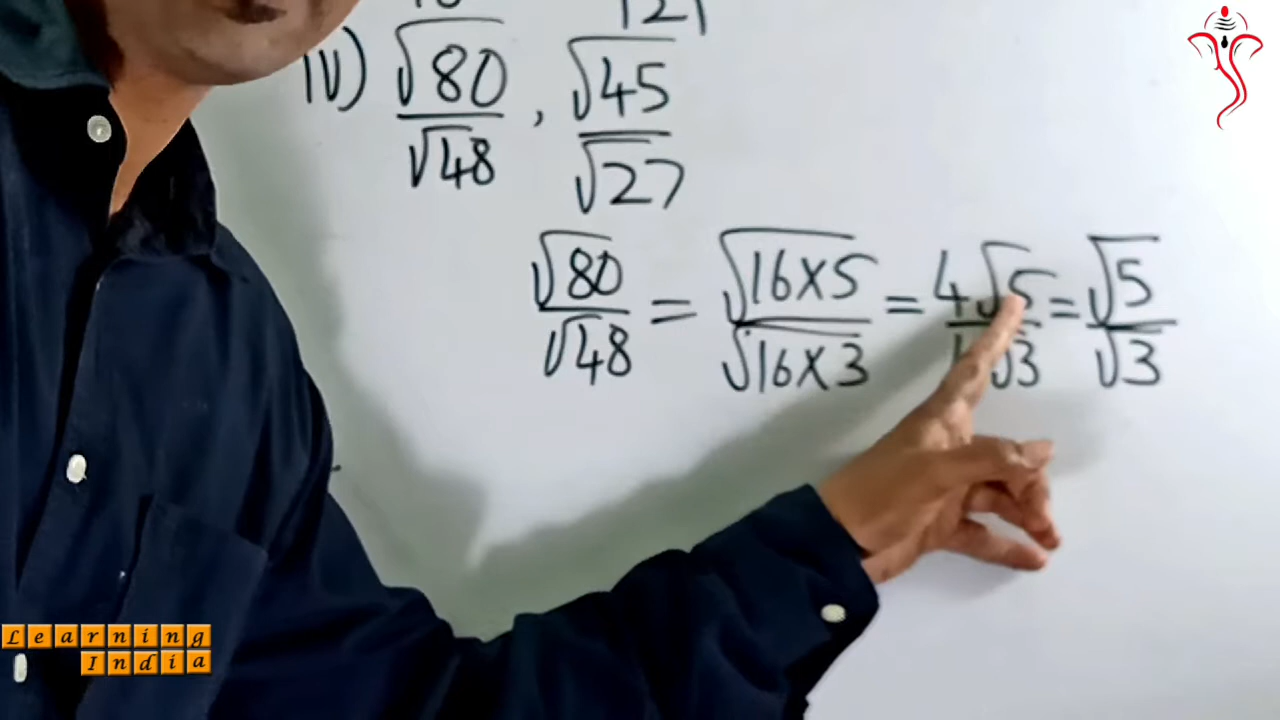 IV) √80/√48 , √45/√27
√80/√48 = √16×5/√16×3 = 4√5/4√3 = √5/√3
Learning
India